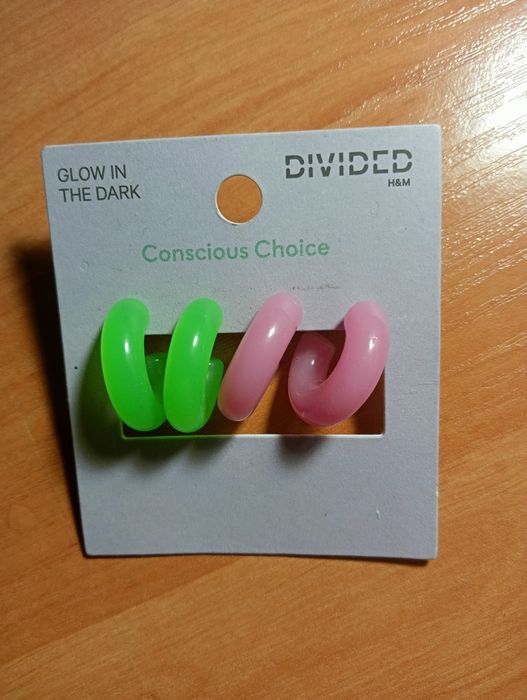 GLOW IN
THE DARK
DIVIDED
H&M
Conscious Choice